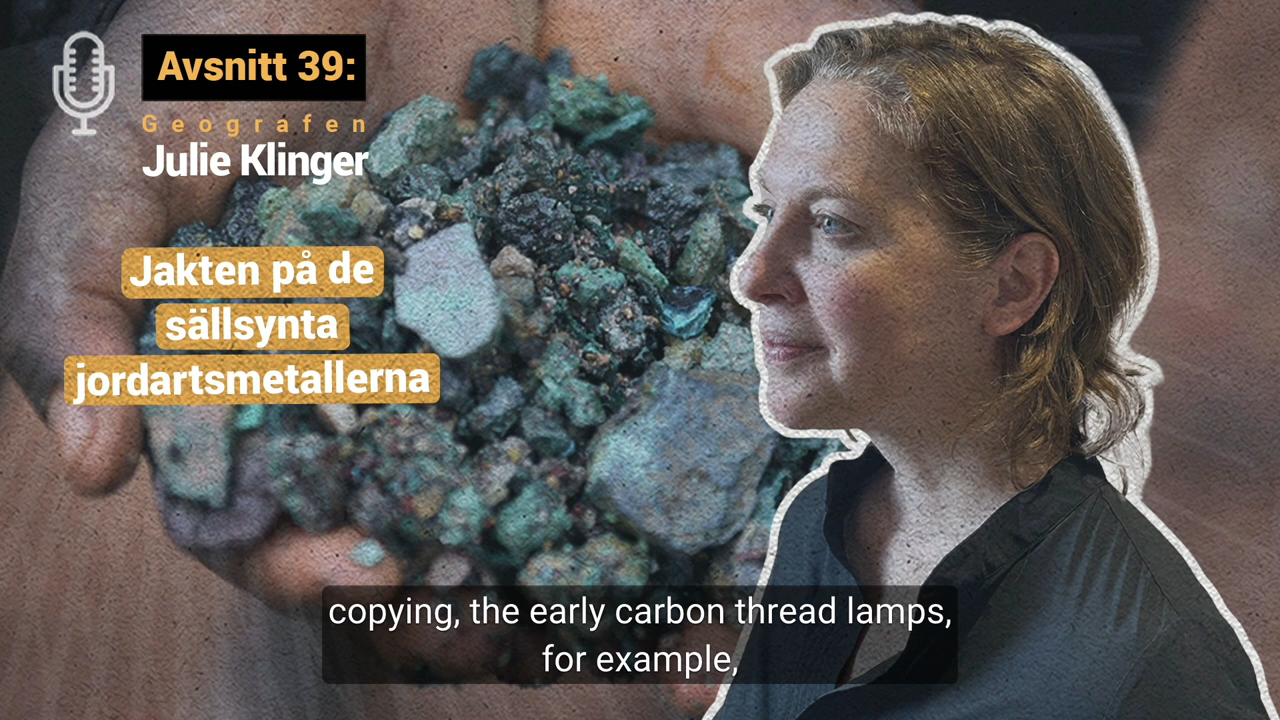 Avsnitt 39:
Geografen
Julie Klinger
Jakten på de
sällsynta
jordartsmetallerna
copying, the early carbon thread lamps,
for example,